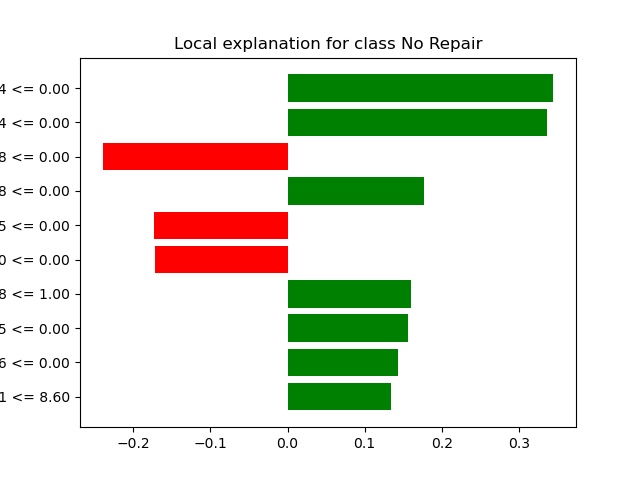 Local explanation for class No Repair
4 <= 0.00
4 <= 0.00
8 <= 0.00
8 <= 0.00
5 <= 0.00
0 <= 0.00
8 <= 1.00
5 <= 0.00
6 <= 0.00
1 <= 8.60
−0.2 −0.1 0.0 0.1 0.2 0.3